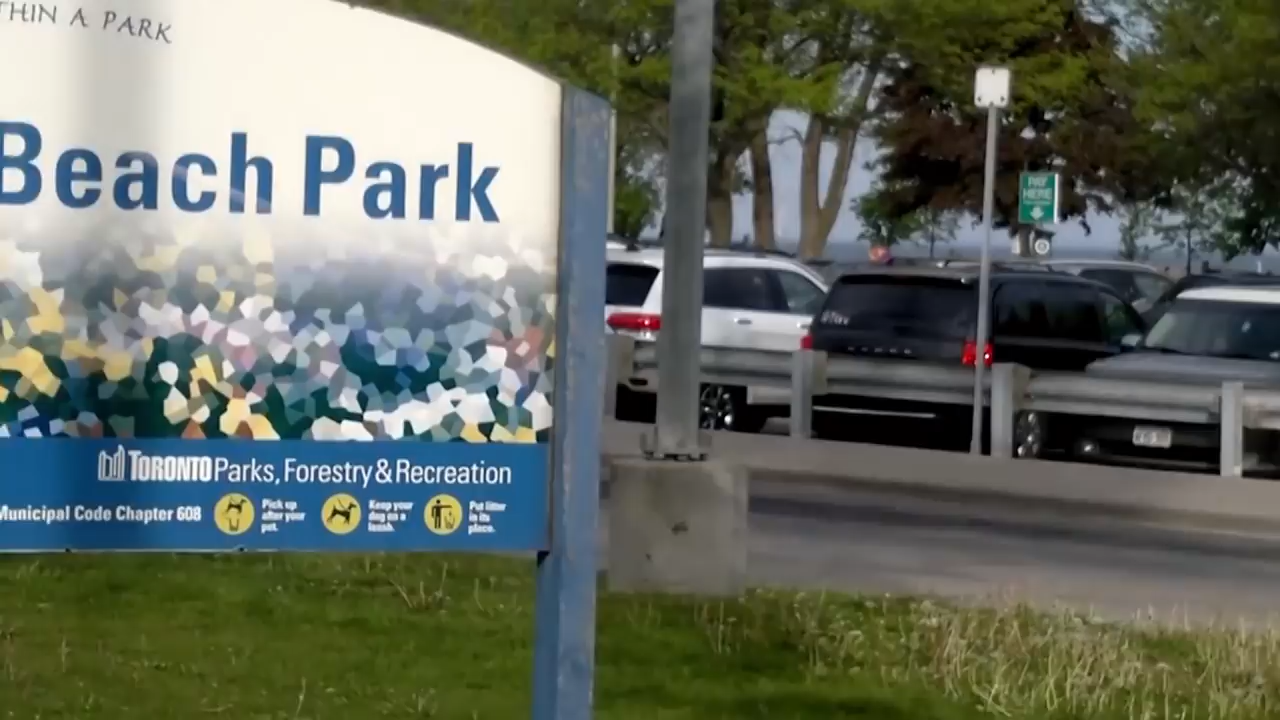 THIN A PARK
Beach Park
TORONTO Parks, Forestry & Recreation
Municipal Code Chapter 608
Pick up
after your
pet.
Keep your
dog on a
leash.
Put litter
in its
place.
PAY
HERE